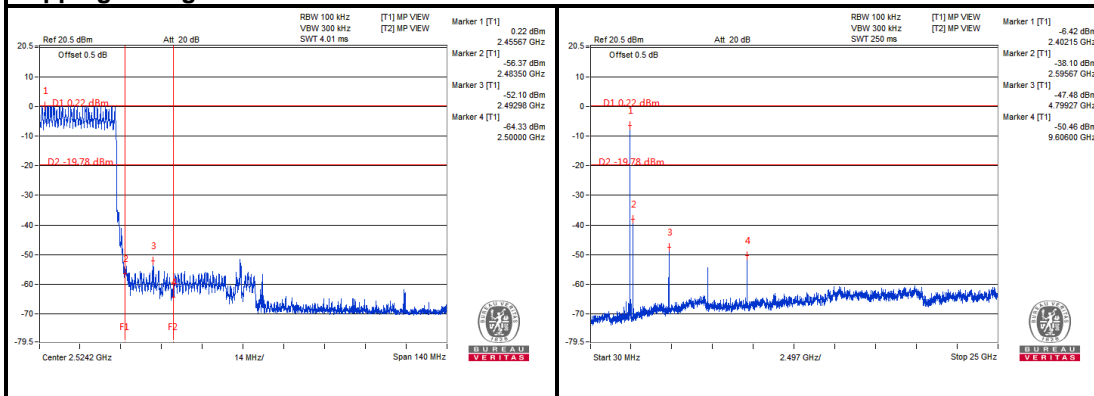 RBW 100 kHz [T1] MP VIEW
VBW 300 kHz [T2] MP VIEW
Ref 20.5 dBm Att 20 dB SWT 4.01 ms
Offset 0.5 dB
Marker 1 [T1]
0.22 dBm
2.45567 GHz
Marker 2 [T1]
-56.37 dBm
2.48350 GHz
Marker 3 [T1]
-52.10 dBm
2.49298 GHz
Marker 4 [T1]
-64.33 dBm
2.50000 GHz
20.5
10
0
-10
-20
-30
-40
-50
-60
-70
-79.5
1
D1 0.22 dBm
D2 -19.78 dBm
2
3
F1
F2
Center 2.5242 GHz 14 MHz/ Span 140 MHz
1828
BUREAU
VERITAS
RBW 100 kHz [T1] MP VIEW
VBW 300 kHz [T2] MP VIEW
Ref 20.5 dBm Att 20 dB SWT 250 ms
Offset 0.5 dB
Marker 1 [T1]
-6.42 dBm
2.40215 GHz
Marker 2 [T1]
-38.10 dBm
2.59567 GHz
Marker 3 [T1]
-47.48 dBm
4.79927 GHz
Marker 4 [T1]
-50.46 dBm
9.60600 GHz
20.5
10
0
-10
-20
-30
-40
-50
-60
-70
-79.5
D1 0.22 dBm
1
D2 -19.78 dBm
2
3
4
Start 30 MHz 2.497 GHz/ Stop 25 GHz
1828
BUREAU
VERITAS